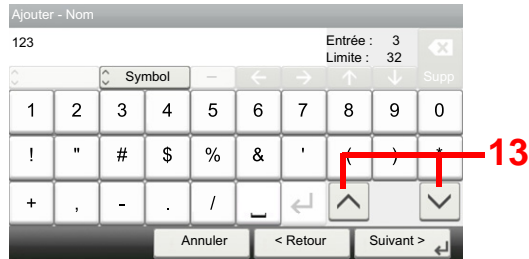 Ajouter - Nom
123
Entrée : 3
Limite : 32
Symbol
Supp
1 2 3 4 5 6 7 8 9 0
! " # $ % & ' ( ) *
13
+ , - . / _
Annuler < Retour Suivant >